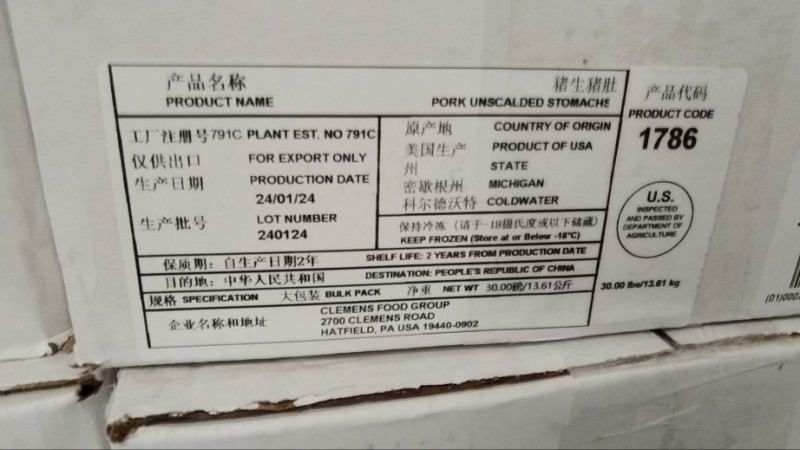 产品名称 猪生猪肚
PRODUCT NAME PORK UNSCALDED STOMACHS
产品代码
PRODUCT CODE
1786
工厂注册号791C PLANT EST. NO 791C
仅供出口 FOR EXPORT ONLY
生产日期 PRODUCTION DATE
24/01/24
生产批号 LOT NUMBER
240124
原产地 COUNTRY OF ORIGIN
美国生产 PRODUCT OF USA
州 STATE
密歇根州 MICHIGAN
科尔德沃特 COLDWATER
保持冷冻（请于-18摄氏度或以下储藏）
KEEP FROZEN (Store at or Below -18°C)
U.S.
INSPECTED
AND PASSED BY
DEPARTMENT OF
AGRICULTURE
保质期：自生产日期2年 SHELF LIFE: 2 YEARS FROM PRODUCTION DATE
目的地：中华人民共和国 DESTINATION: PEOPLE'S REPUBLIC OF CHINA
规格 SPECIFICATION 大包装 BULK PACK 净重 NET WT 30.00磅/13.61公斤
30.00 lbs/13.61 kg
企业名称和地址
CLEMENS FOOD GROUP
2700 CLEMENS ROAD
HATFIELD, PA USA 19440-0902